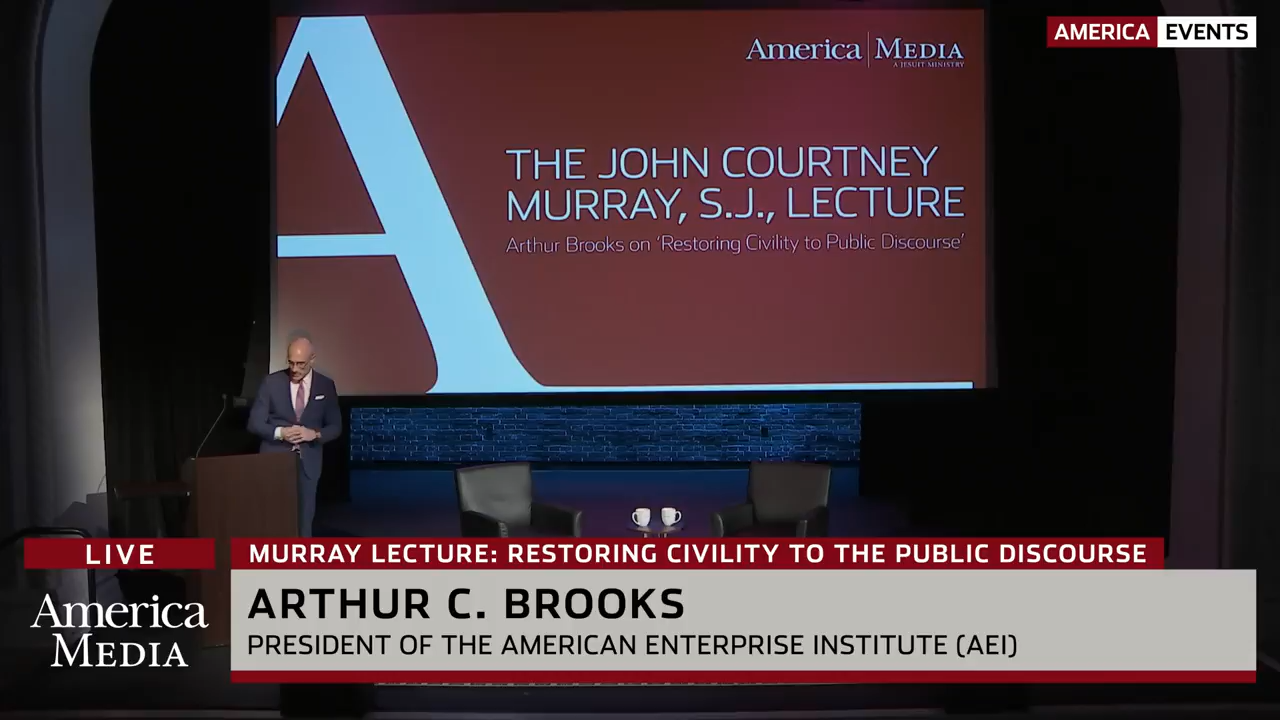 AMERICA EVENTS
America | MEDIA
A JESUIT MINISTRY
THE JOHN COURTNEY
MURRAY, S.J., LECTURE
Arthur Brooks on 'Restoring Civility to Public Discourse'
LIVE
MURRAY LECTURE: RESTORING CIVILITY TO THE PUBLIC DISCOURSE
America
MEDIA
ARTHUR C. BROOKS
PRESIDENT OF THE AMERICAN ENTERPRISE INSTITUTE (AEI)